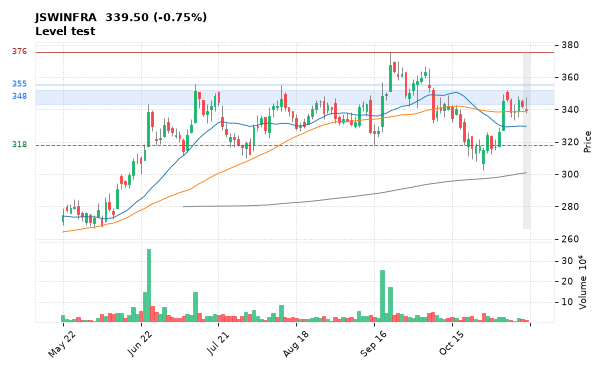 JSWINFRA 339.50 (-0.75%)
Level test
376
355
348
318
380
360
340
320
300
280
260
Price
30
20
10
Volume 10⁴
May 22
Jun 22
Jul 21
Aug 18
Sep 16
Oct 15